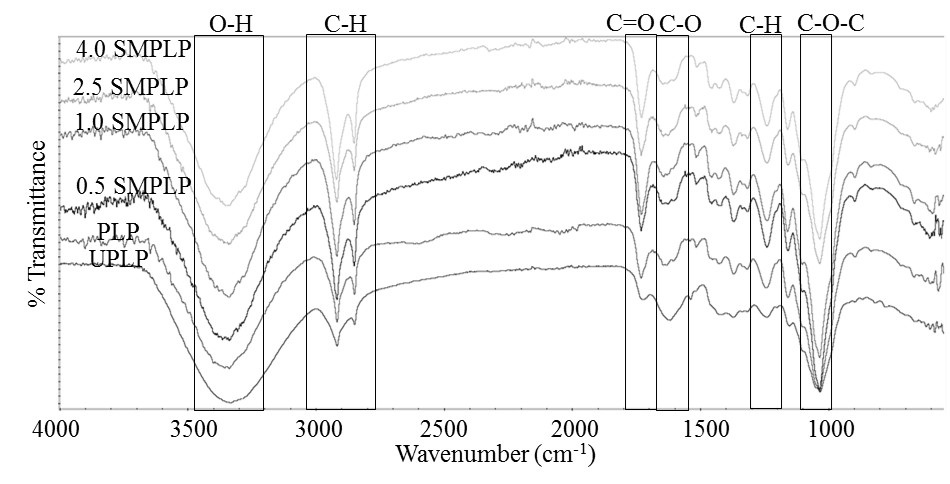 O-H C-H C=O C-O C-H C-O-C
4.0 SMPLP
2.5 SMPLP
1.0 SMPLP
0.5 SMPLP
PLP
UPLP
% Transmittance
4000 3500 3000 2500 2000 1500 1000
Wavenumber (cm-1)